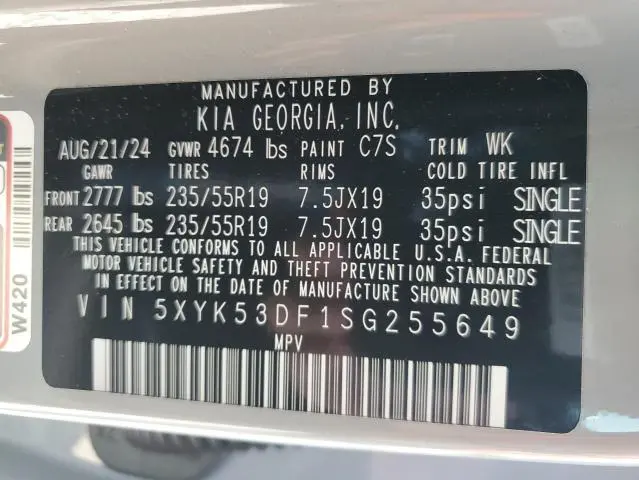 MANUFACTURED BY
KIA GEORGIA, INC.
AUG/21/24 GVWR 4674 lbs PAINT C7S TRIM WK
GAWR TIRES RIMS COLD TIRE INFL
FRONT 2777 lbs 235/55R19 7.5JX19 35psi SINGLE
REAR 2645 lbs 235/55R19 7.5JX19 35psi SINGLE
THIS VEHICLE CONFORMS TO ALL APPLICABLE U.S.A. FEDERAL
MOTOR VEHICLE SAFETY AND THEFT PREVENTION STANDARDS
IN EFFECT ON THE DATE OF MANUFACTURE SHOWN ABOVE
VIN 5XYK53DF1SG255649
MPV
W420